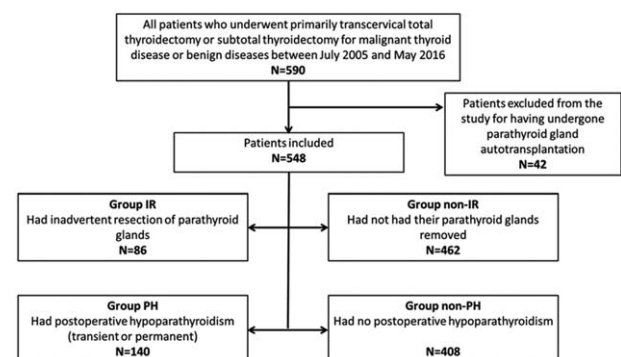 All patients who underwent primarily transcervical total
thyroidectomy or subtotal thyroidectomy for malignant thyroid
disease or benign diseases between July 2005 and May 2016
N=590
Patients excluded from the
study for having undergone
parathyroid gland
autotransplantation
N=42
Patients included
N=548
Group IR
Had inadvertent resection of parathyroid
glands
N=86
Group non-IR
Had not had their parathyroid glands
removed
N=462
Group PH
Had postoperative hypoparathyroidism
(transient or permanent)
N=140
Group non-PH
Had no postoperative hypoparathyroidism
N=408